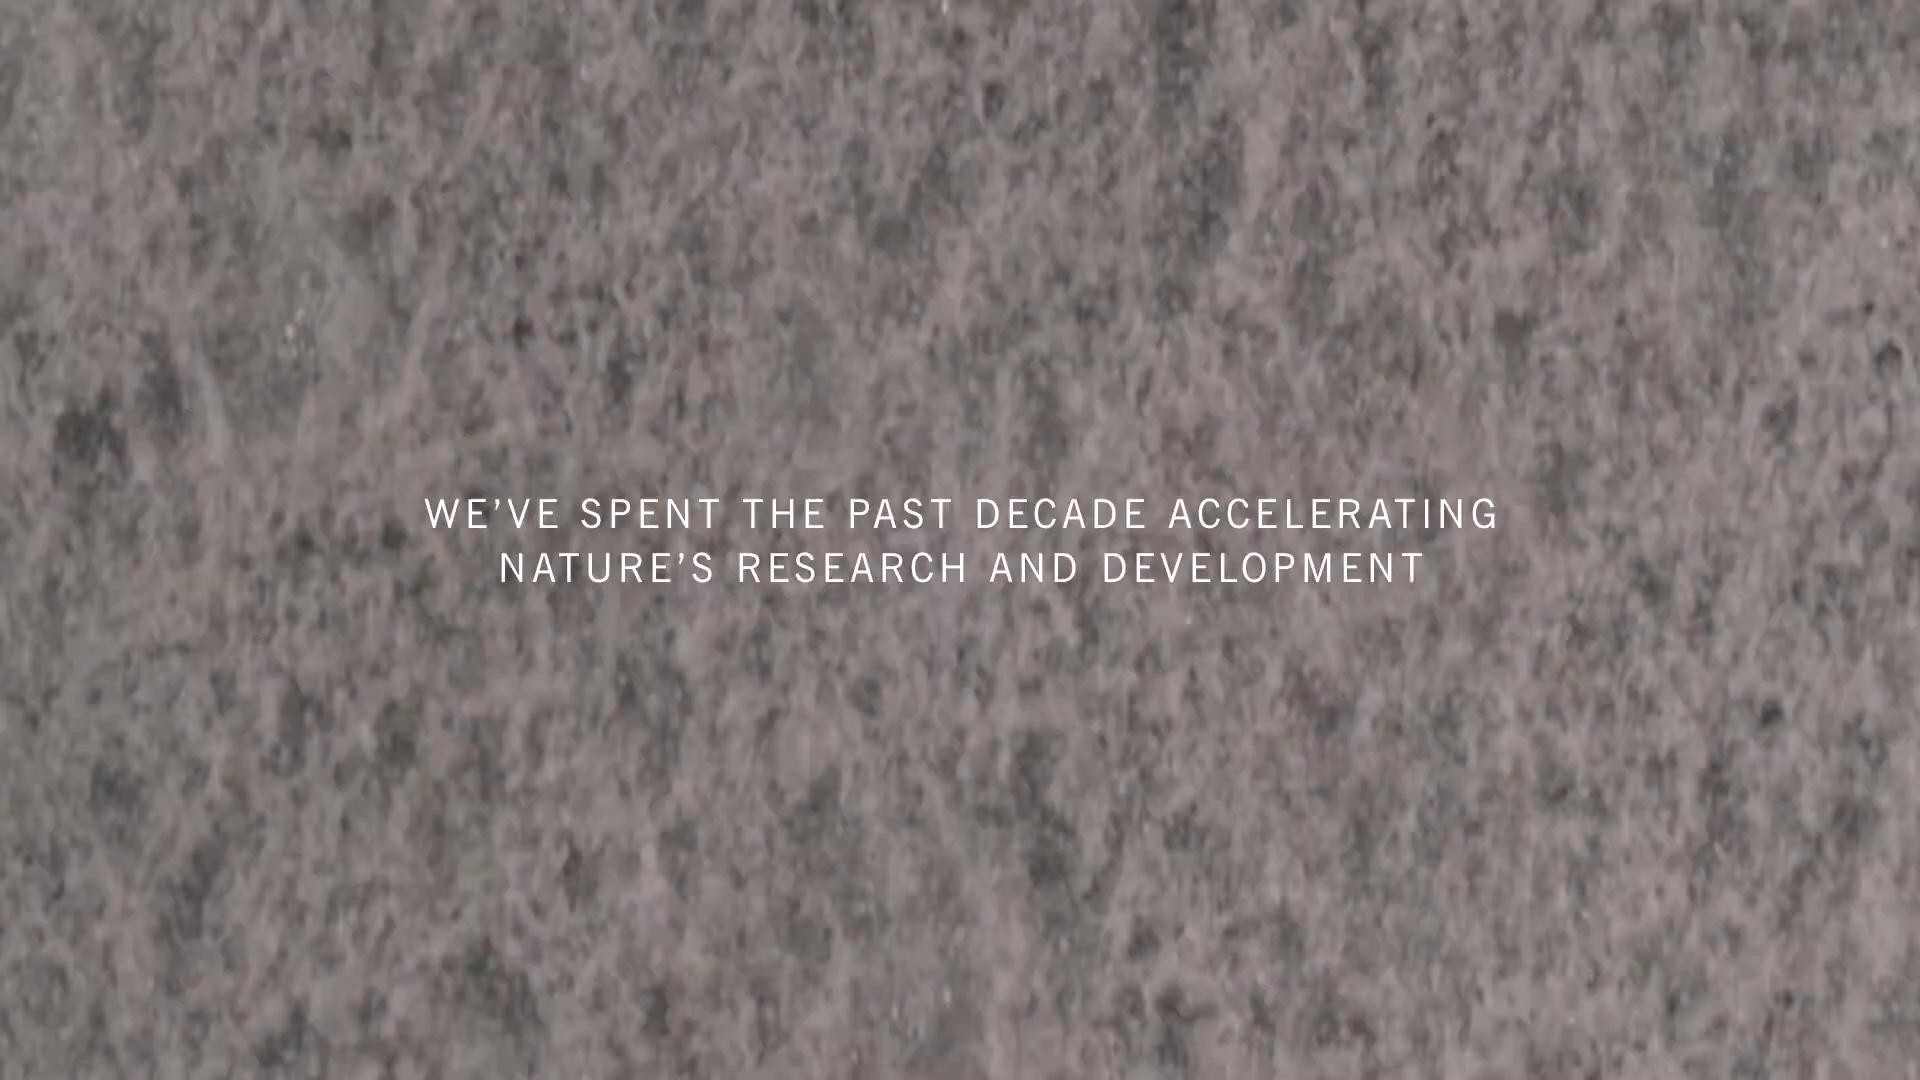 WE’VE SPENT THE PAST DECADE ACCELERATING
NATURE’S RESEARCH AND DEVELOPMENT